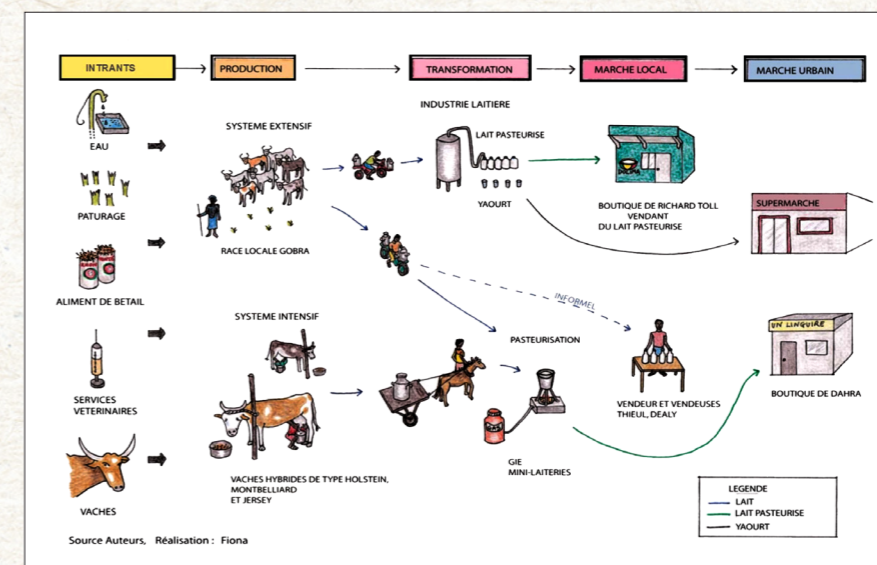 INTRANTS
PRODUCTION
TRANSFORMATION
MARCHE LOCAL
MARCHE URBAIN
EAU
PATURAGE
ALIMENT DE BETAIL
SERVICES
VETERINAIRES
VACHES
SYSTEME EXTENSIF
RACE LOCALE GOBRA
SYSTEME INTENSIF
VACHES HYBRIDES DE TYPE HOLSTEIN,
MONTBELLIARD
ET JERSEY
INDUSTRIE LAITIERE
LAIT PASTEURISE
YAOURT
INFORMEL
PASTEURISATION
GIE
MINI-LAITERIES
BOUTIQUE DE RICHARD TOLL
VENDANT
DU LAIT PASTEURISE
VENDEUR ET VENDEUSES
THIEUL, DEALY
SUPERMARCHE
UN LINGUIRE
BOUTIQUE DE DAHRA
LEGENDE
LAIT
LAIT PASTEURISE
YAOURT
Source Auteurs, Réalisation : Fiona